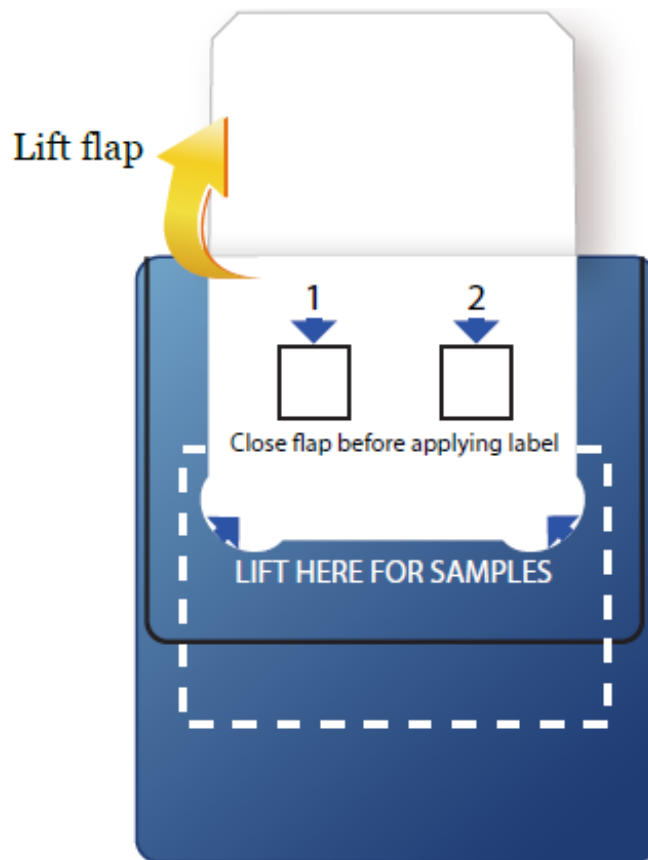 Lift flap
1 2
Close flap before applying label
LIFT HERE FOR SAMPLES